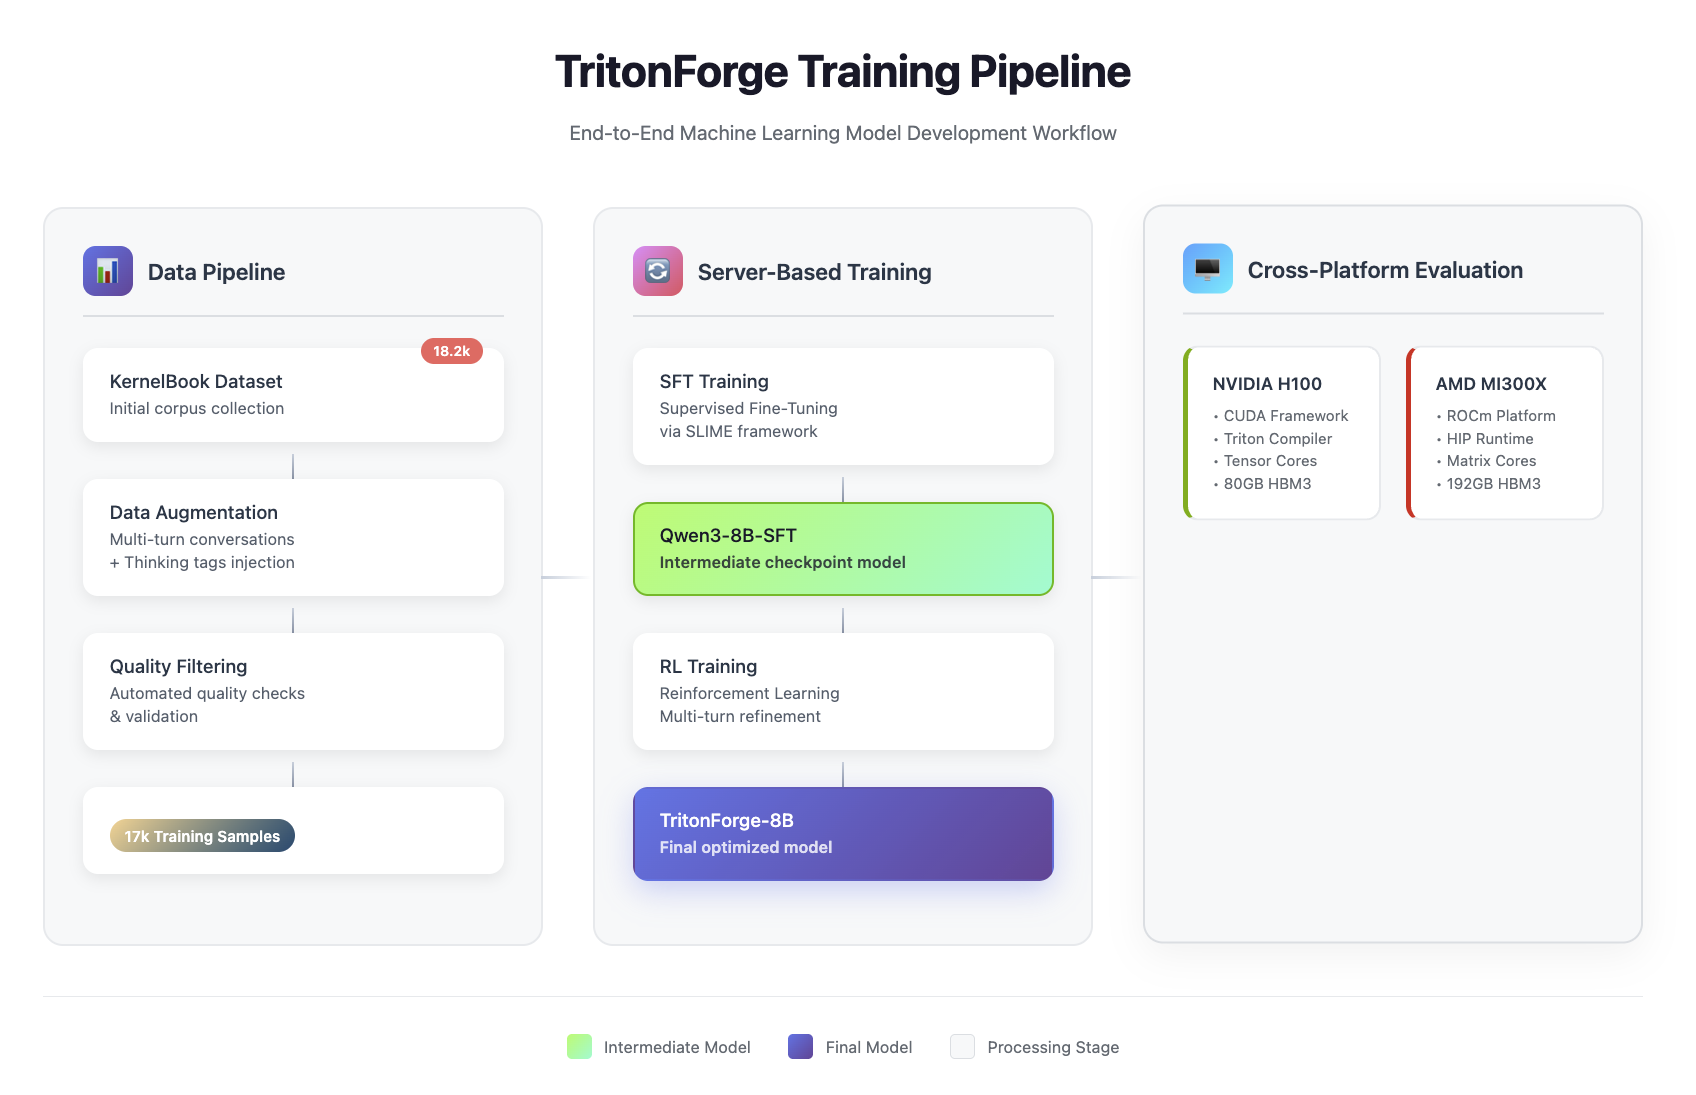 TritonForge Training Pipeline
End-to-End Machine Learning Model Development Workflow
Data Pipeline
18.2k
KernelBook Dataset
Initial corpus collection
Data Augmentation
Multi-turn conversations
+ Thinking tags injection
Quality Filtering
Automated quality checks
& validation
17k Training Samples
Server-Based Training
SFT Training
Supervised Fine-Tuning
via SLIME framework
Qwen3-8B-SFT
Intermediate checkpoint model
RL Training
Reinforcement Learning
Multi-turn refinement
TritonForge-8B
Final optimized model
Cross-Platform Evaluation
NVIDIA H100
• CUDA Framework
• Triton Compiler
• Tensor Cores
• 80GB HBM3
AMD MI300X
• ROCm Platform
• HIP Runtime
• Matrix Cores
• 192GB HBM3
Intermediate Model
Final Model
Processing Stage